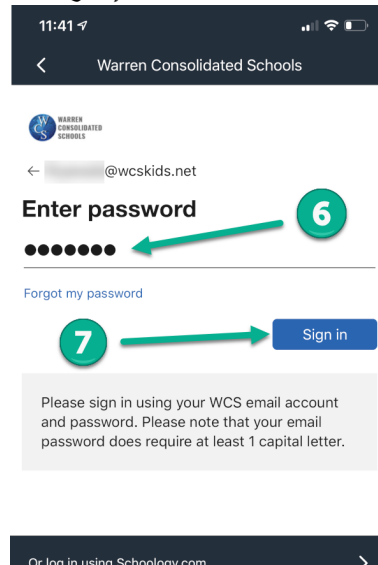 11:41
Warren Consolidated Schools
WCS WARREN
CONSOLIDATED
SCHOOLS
@wcskids.net
Enter password
6
Forgot my password
7
Sign in
Please sign in using your WCS email account
and password. Please note that your email
password does require at least 1 capital letter.
Or log in using Schoology.com